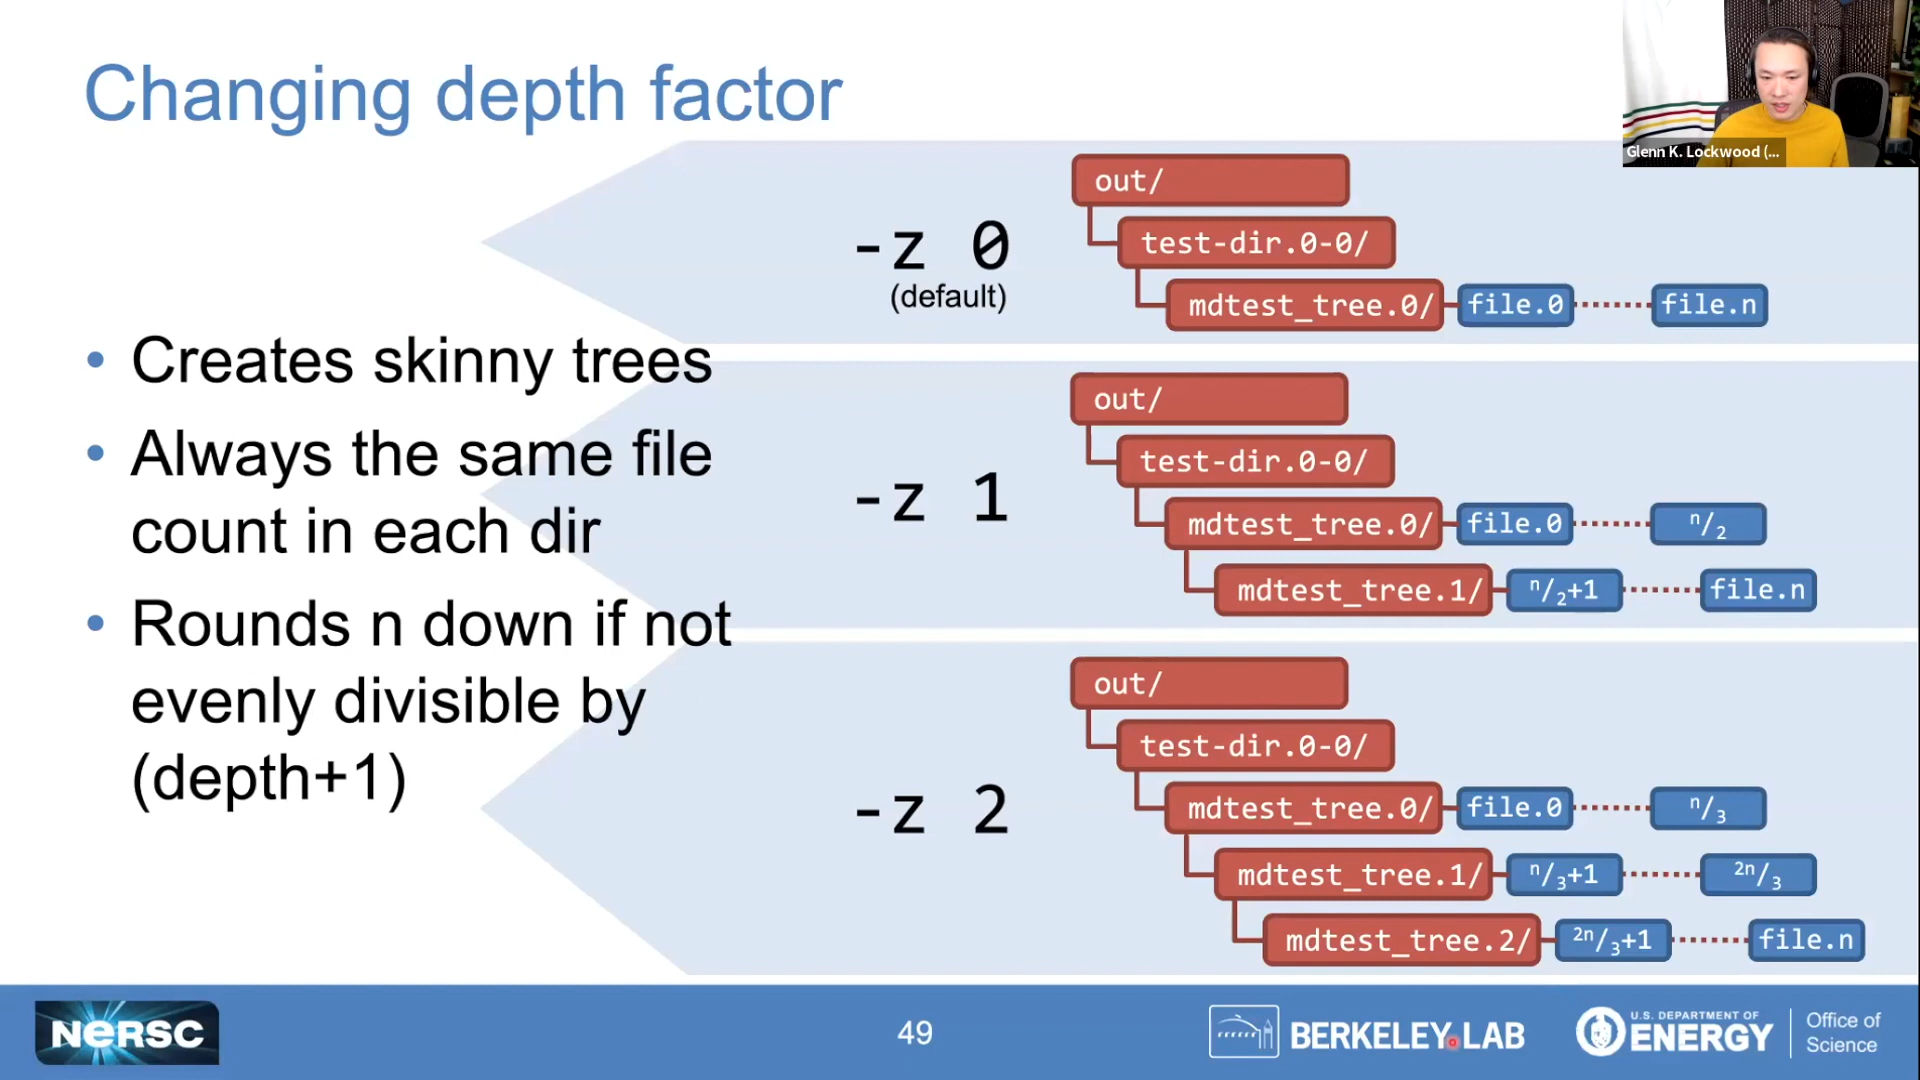 Changing depth factor
Glenn K. Lockwood (...
• Creates skinny trees
• Always the same file
count in each dir
• Rounds n down if not
evenly divisible by
(depth+1)
-z 0
(default)
out/
test-dir.0-0/
mdtest_tree.0/ file.0 file.n
-z 1
out/
test-dir.0-0/
mdtest_tree.0/ file.0 n/2
mdtest_tree.1/ n/2+1 file.n
-z 2
out/
test-dir.0-0/
mdtest_tree.0/ file.0 n/3
mdtest_tree.1/ n/3+1 2n/3
mdtest_tree.2/ 2n/3+1 file.n
NERSC
49
BERKELEY LAB
U.S. DEPARTMENT OF
ENERGY
Office of
Science